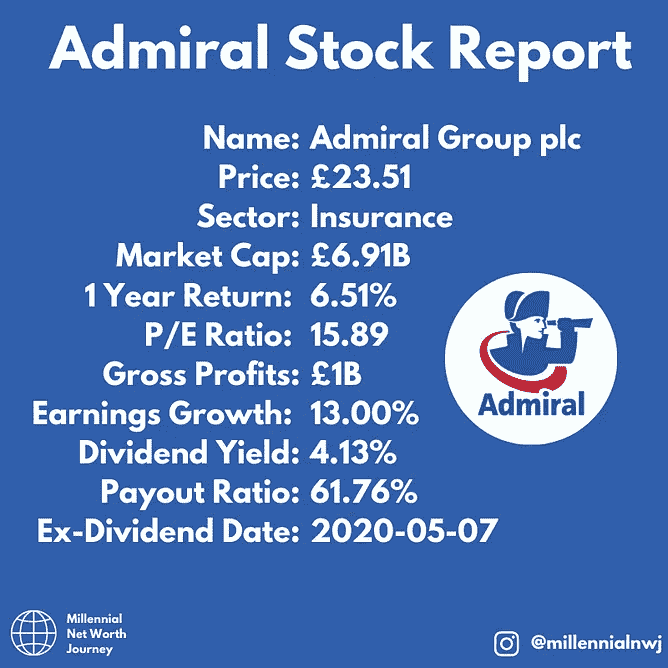 Admiral Stock Report
Name: Admiral Group plc
Price: £23.51
Sector: Insurance
Market Cap: £6.91B
1 Year Return: 6.51%
P/E Ratio: 15.89
Gross Profits: £1B
Earnings Growth: 13.00%
Dividend Yield: 4.13%
Payout Ratio: 61.76%
Ex-Dividend Date: 2020-05-07
Admiral
Millennial
Net Worth
Journey
@millennialnwj